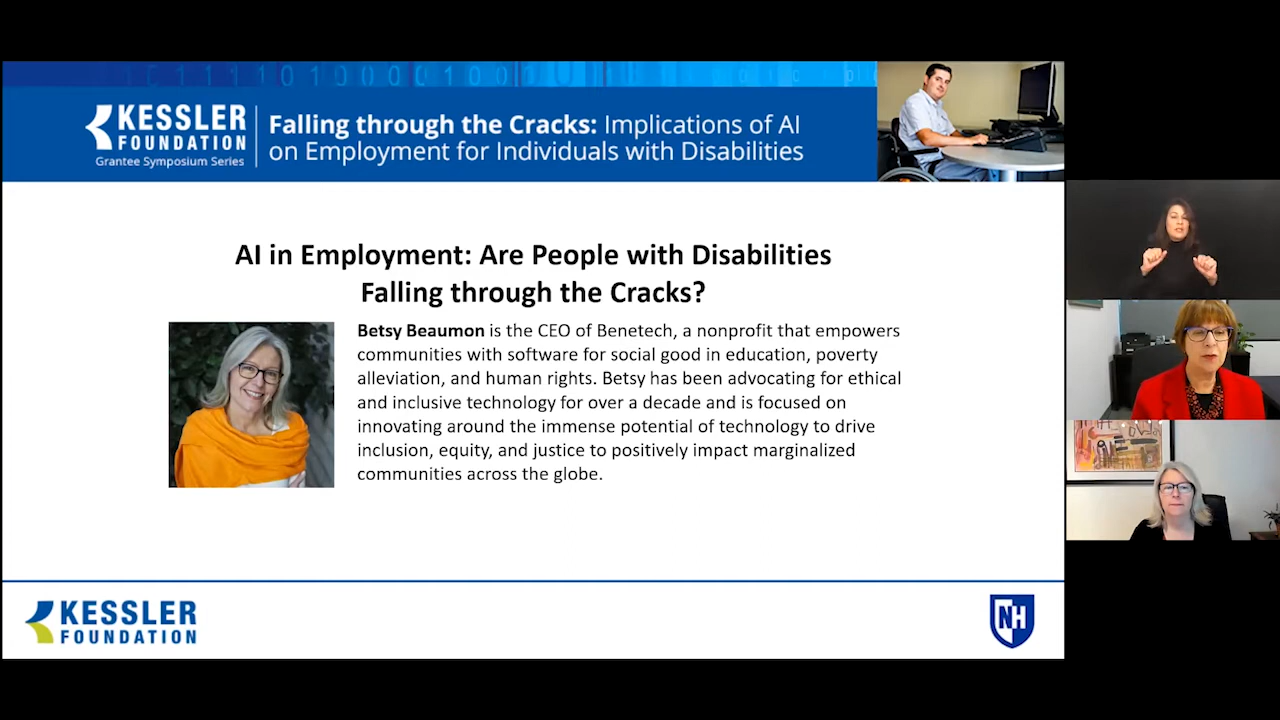 KESSLER
FOUNDATION
Grantee Symposium Series
Falling through the Cracks: Implications of AI
on Employment for Individuals with Disabilities
AI in Employment: Are People with Disabilities
Falling through the Cracks?
Betsy Beaumon is the CEO of Benetech, a nonprofit that empowers
communities with software for social good in education, poverty
alleviation, and human rights. Betsy has been advocating for ethical
and inclusive technology for over a decade and is focused on
innovating around the immense potential of technology to drive
inclusion, equity, and justice to positively impact marginalized
communities across the globe.
KESSLER
FOUNDATION
NH